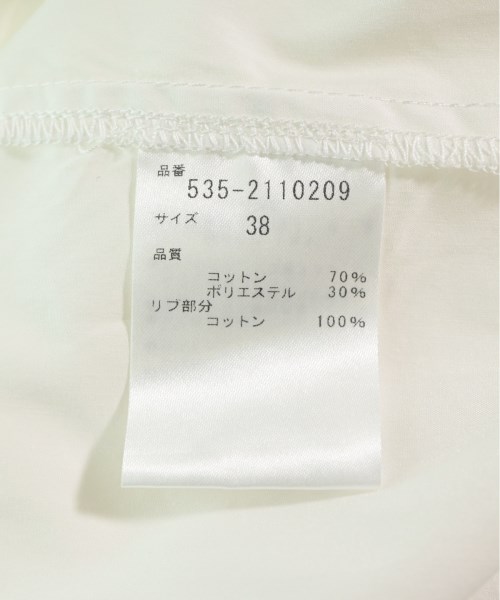 品番
535-2110209
サイズ 38
品質
コットン 70%
ポリエステル 30%
リブ部分
コットン 100%